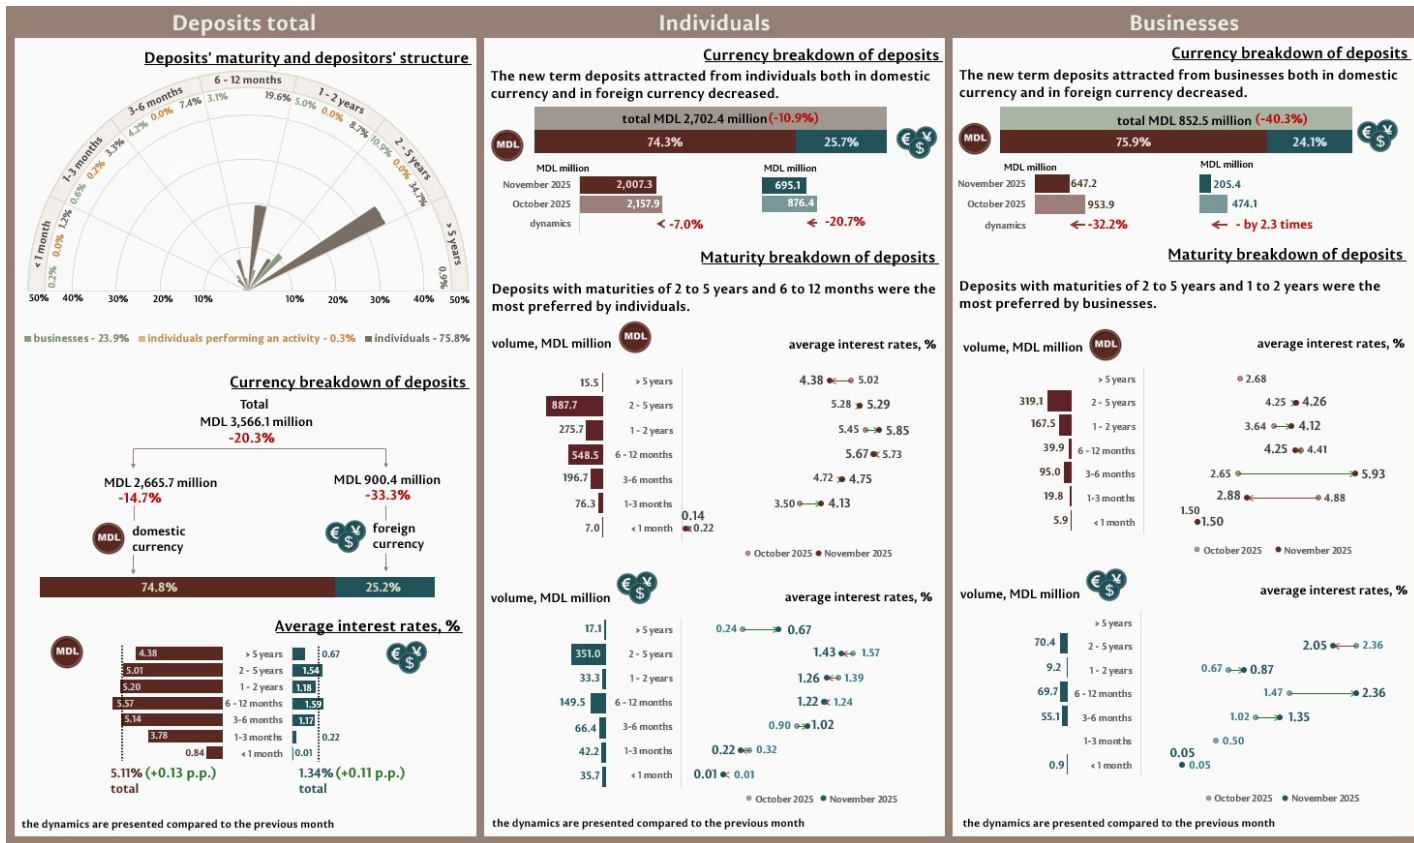 Deposits total
Deposits' maturity and depositors' structure
< 1 month
1-3 months
3-6 months
6 - 12 months
1 - 2 years
2 - 5 years
> 5 years
0.2% 0.0% 1.2%
0.6% 0.2% 3.3%
4.2% 0.0% 7.4%
3.1% 19.6%
5.0% 0.0% 8.7%
10.9% 0.0% 34.7%
0.9%
50% 40% 30% 20% 10% 10% 20% 30% 40% 50%
businesses - 23.9% individuals performing an activity - 0.3% individuals - 75.8%
Currency breakdown of deposits
Total
MDL 3,566.1 million
-20.3%
MDL 2,665.7 million
-14.7%
MDL 900.4 million
-33.3%
MDL domestic currency
€ ¥ $ foreign currency
74.8% 25.2%
Average interest rates, %
MDL € ¥ $
4.38 > 5 years 0.67
5.01 2 - 5 years 1.54
5.20 1 - 2 years 1.18
5.57 6 - 12 months 1.59
5.14 3-6 months 1.17
3.78 1-3 months 0.22
0.84 < 1 month 0.01
5.11% (+0.13 p.p.) 1.34% (+0.11 p.p.)
total total
the dynamics are presented compared to the previous month
Individuals
Currency breakdown of deposits
The new term deposits attracted from individuals both in domestic
currency and in foreign currency decreased.
total MDL 2,702.4 million (-10.9%)
MDL 74.3% 25.7% € ¥ $
MDL million MDL million
November 2025 2,007.3 695.1
October 2025 2,157.9 876.4
dynamics -7.0% -20.7%
Maturity breakdown of deposits
Deposits with maturities of 2 to 5 years and 6 to 12 months were the
most preferred by individuals.
volume, MDL million MDL average interest rates, %
15.5 > 5 years 4.38 5.02
887.7 2 - 5 years 5.28 5.29
275.7 1 - 2 years 5.45 5.85
548.5 6 - 12 months 5.67 5.73
196.7 3-6 months 4.72 4.75
76.3 1-3 months 3.50 4.13
7.0 < 1 month 0.14 0.22
October 2025 November 2025
volume, MDL million € ¥ $ average interest rates, %
17.1 > 5 years 0.24 0.67
351.0 2 - 5 years 1.43 1.57
33.3 1 - 2 years 1.26 1.39
149.5 6 - 12 months 1.22 1.24
66.4 3-6 months 0.90 1.02
42.2 1-3 months 0.22 0.32
35.7 < 1 month 0.01 0.01
October 2025 November 2025
the dynamics are presented compared to the previous month
Businesses
Currency breakdown of deposits
The new term deposits attracted from businesses both in domestic
currency and in foreign currency decreased.
total MDL 852.5 million (-40.3%)
MDL 75.9% 24.1% € ¥ $
MDL million MDL million
November 2025 647.2 205.4
October 2025 953.9 474.1
dynamics -32.2% - by 2.3 times
Maturity breakdown of deposits
Deposits with maturities of 2 to 5 years and 1 to 2 years were the
most preferred by businesses.
volume, MDL million MDL average interest rates, %
> 5 years 2.68
319.1 2 - 5 years 4.25 4.26
167.5 1 - 2 years 3.64 4.12
39.9 6 - 12 months 4.25 4.41
95.0 3-6 months 2.65 5.93
19.8 1-3 months 2.88 4.88
5.9 < 1 month 1.50 1.50
October 2025 November 2025
volume, MDL million € ¥ $ average interest rates, %
> 5 years
70.4 2 - 5 years 2.05 2.36
9.2 1 - 2 years 0.67 0.87
69.7 6 - 12 months 1.47 2.36
55.1 3-6 months 1.02 1.35
1-3 months 0.50
0.9 < 1 month 0.05 0.05
October 2025 November 2025
the dynamics are presented compared to the previous month